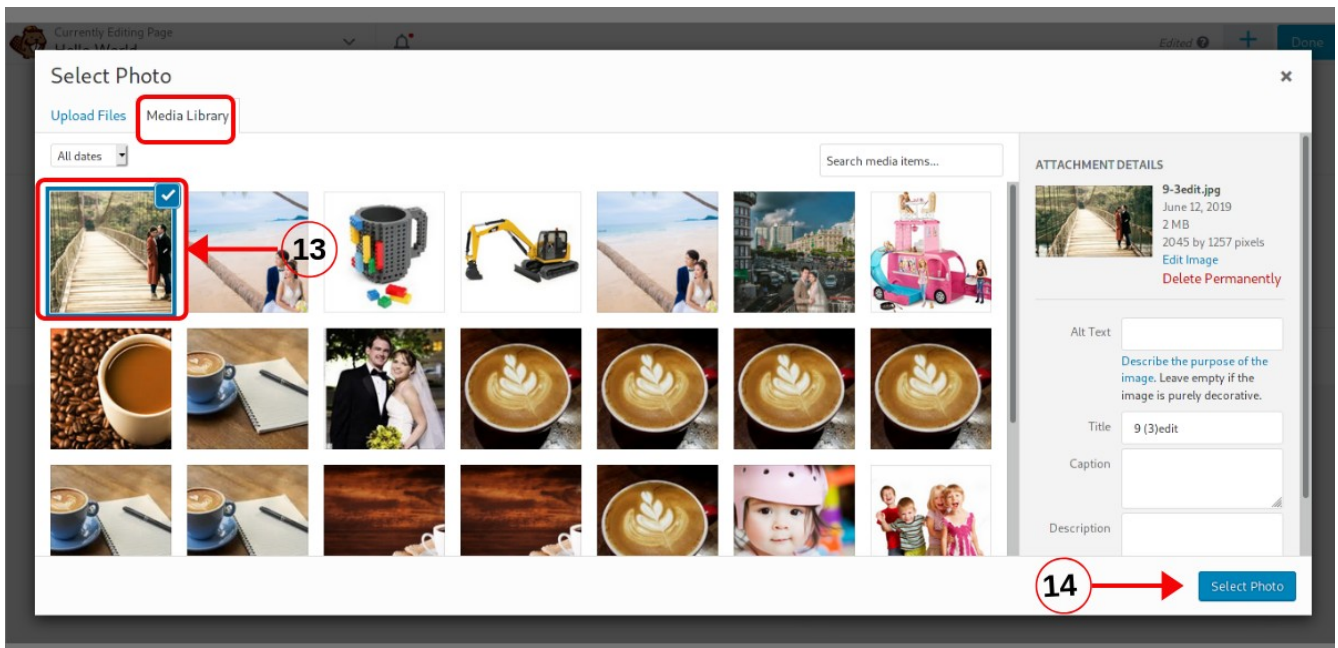 Currently Editing Page
Hello World
Edited
Done
Select Photo
Upload Files
Media Library
All dates
Search media items...
ATTACHMENT DETAILS
9-3edit.jpg
June 12, 2019
2 MB
2045 by 1257 pixels
Edit Image
Delete Permanently
13
Alt Text
Describe the purpose of the
image. Leave empty if the
image is purely decorative.
Title
9 (3)edit
Caption
Description
14
Select Photo